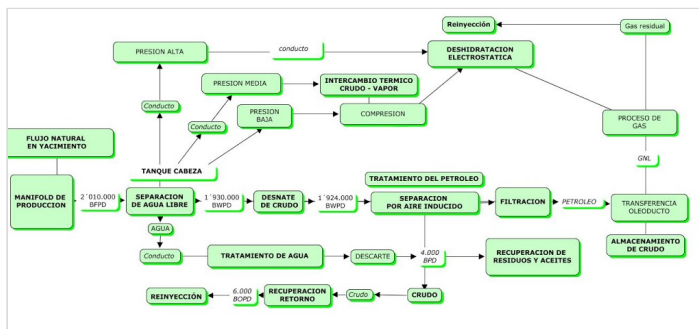 Reinyección
Gas residual
PRESION ALTA
conducto
DESHIDRATACION
ELECTROSTATICA
PRESION MEDIA
INTERCAMBIO TERMICO
CRUDO - VAPOR
Conducto
PRESION
BAJA
COMPRESION
PROCESO DE
GAS
Conducto
FLUJO NATURAL
EN YACIMIENTO
GNL
TANQUE CABEZA
TRATAMIENTO DEL PETROLEO
MANIFOLD DE
PRODUCCION
2´010.000
BFPD
SEPARACION
DE AGUA LIBRE
1´930.000
BWPD
DESNATE
DE CRUDO
1´924.000
BWPD
SEPARACION
POR AIRE INDUCIDO
FILTRACION
PETROLEO
TRANSFERENCIA
OLEODUCTO
AGUA
ALMACENAMIENTO
DE CRUDO
Conducto
TRATAMIENTO DE AGUA
DESCARTE
4.000
BPD
RECUPERACION DE
RESIDUOS Y ACEITES
REINYECCIÓN
6.000
BOPD
RECUPERACION
RETORNO
Crudo
CRUDO